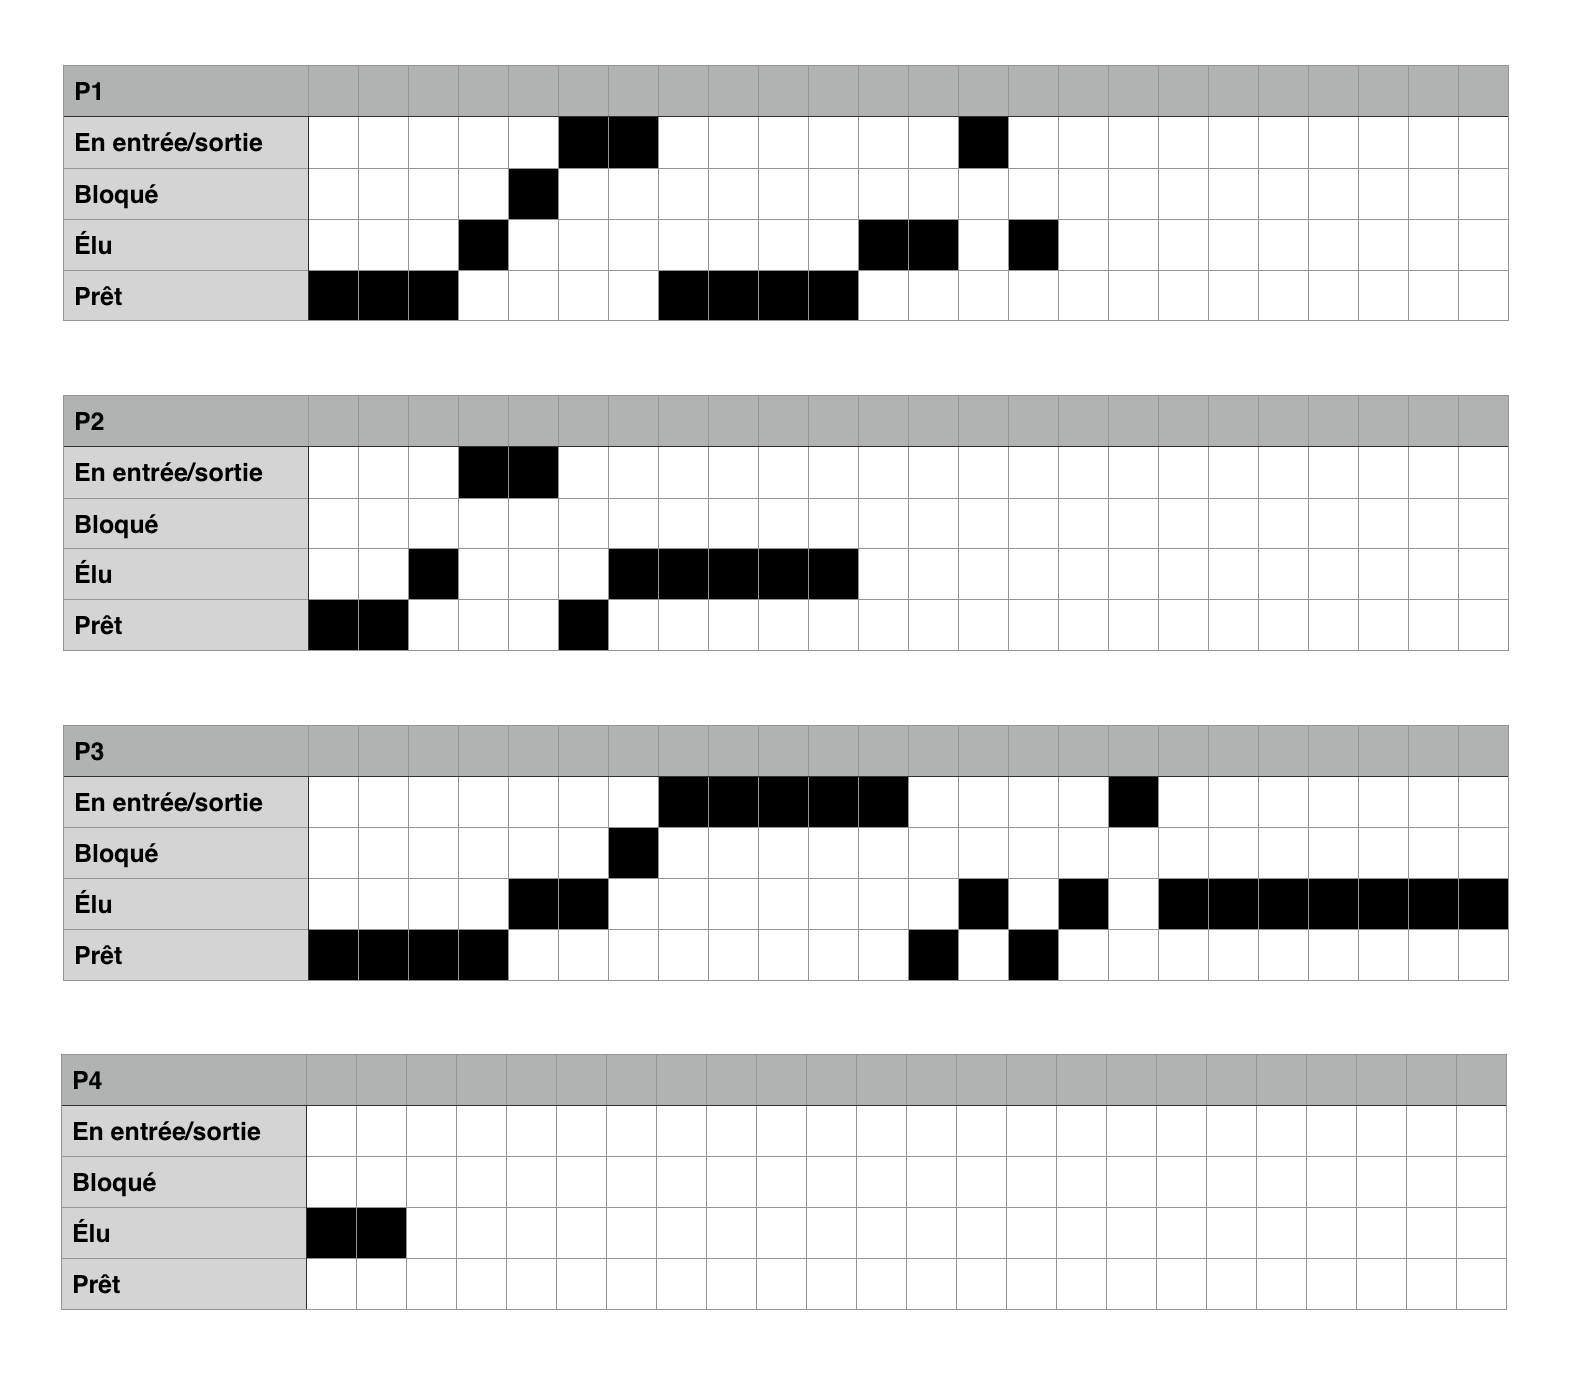 P1
En entrée/sortie
Bloqué
Élu
Prêt
P2
En entrée/sortie
Bloqué
Élu
Prêt
P3
En entrée/sortie
Bloqué
Élu
Prêt
P4
En entrée/sortie
Bloqué
Élu
Prêt